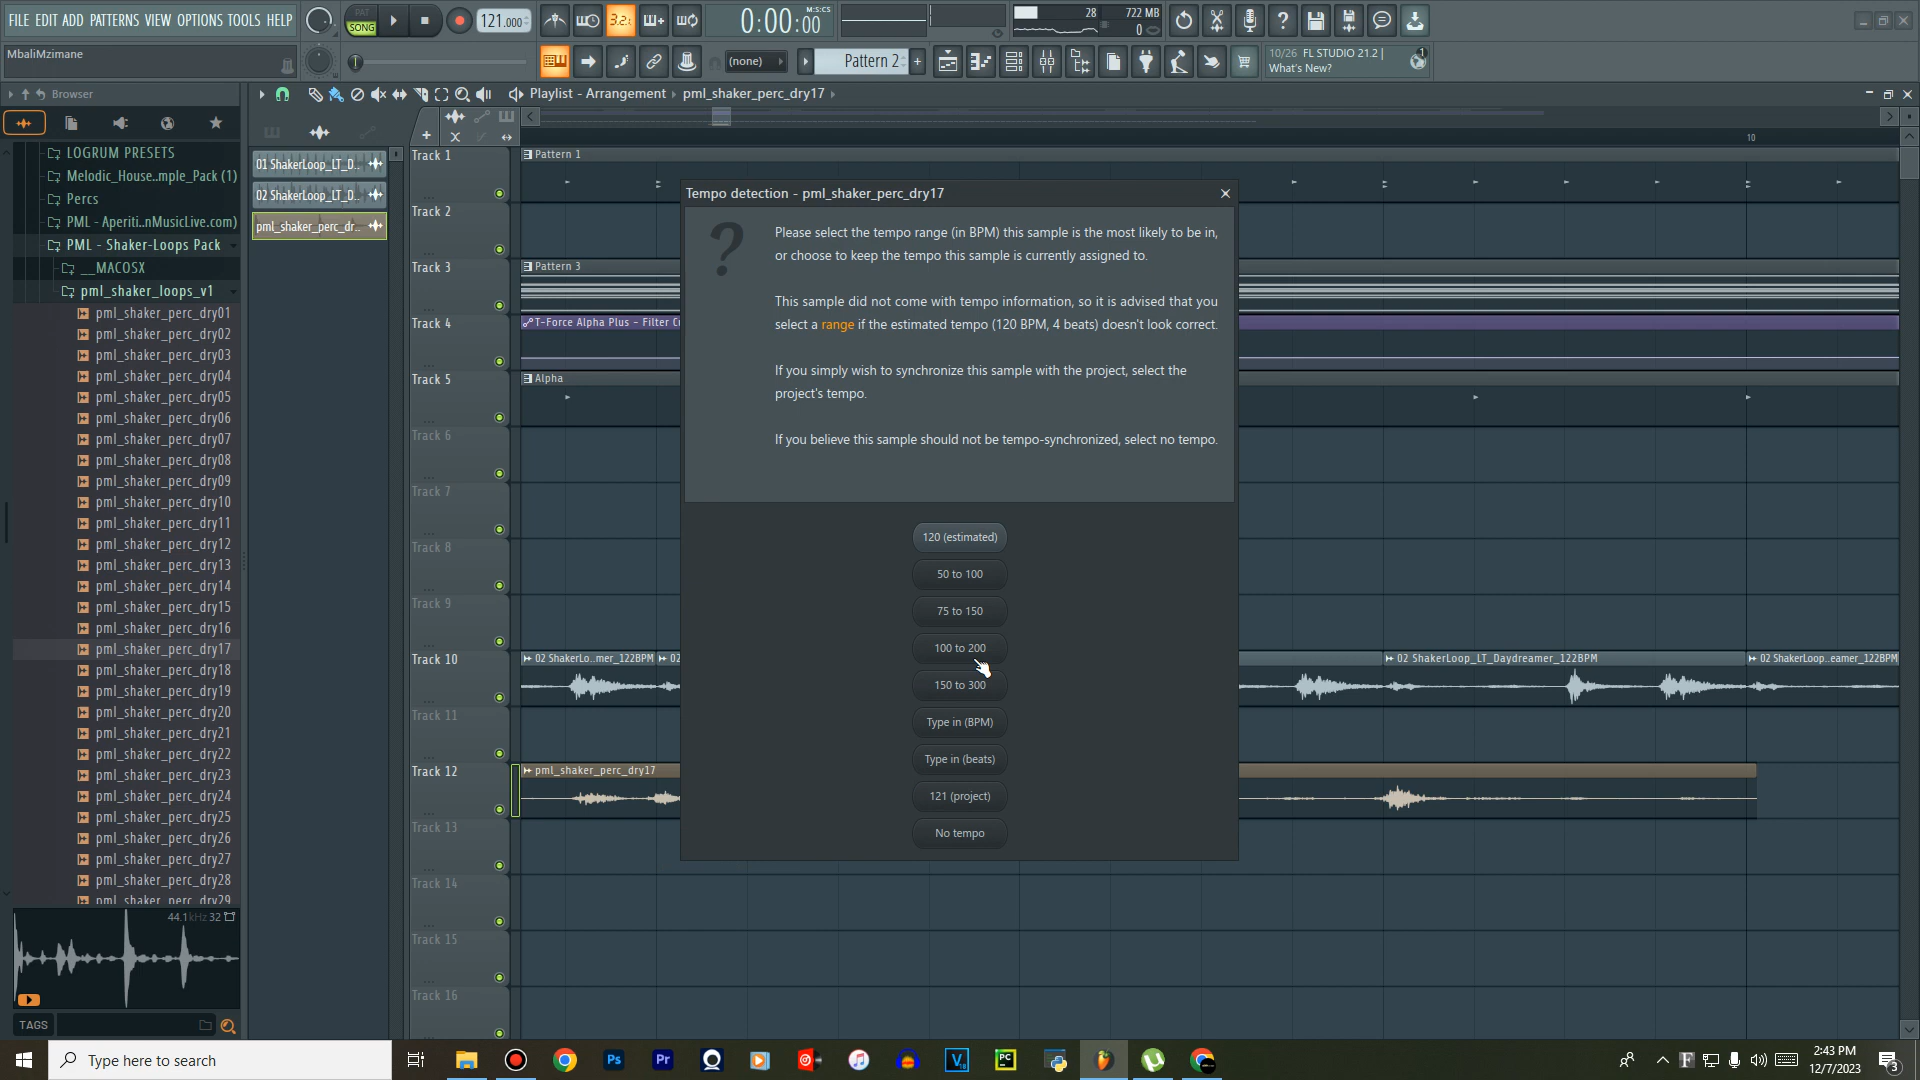 FILE EDIT ADD PATTERNS VIEW OPTIONS TOOLS HELP
PAT
SONG
121.000
3.2.
0:00:00
M:S:CS
28
722 MB
0
MbaliMzimane
(none)
Pattern 2
10/26 FL STUDIO 21.2 |
What's New?
1
Browser
Playlist - Arrangement
pml_shaker_perc_dry17
LOGRUM PRESETS
Melodic_House..mple_Pack (1)
Percs
PML - Aperiti..nMusicLive.com)
PML - Shaker-Loops Pack
__MACOSX
pml_shaker_loops_v1
pml_shaker_perc_dry01
pml_shaker_perc_dry02
pml_shaker_perc_dry03
pml_shaker_perc_dry04
pml_shaker_perc_dry05
pml_shaker_perc_dry06
pml_shaker_perc_dry07
pml_shaker_perc_dry08
pml_shaker_perc_dry09
pml_shaker_perc_dry10
pml_shaker_perc_dry11
pml_shaker_perc_dry12
pml_shaker_perc_dry13
pml_shaker_perc_dry14
pml_shaker_perc_dry15
pml_shaker_perc_dry16
pml_shaker_perc_dry17
pml_shaker_perc_dry18
pml_shaker_perc_dry19
pml_shaker_perc_dry20
pml_shaker_perc_dry21
pml_shaker_perc_dry22
pml_shaker_perc_dry23
pml_shaker_perc_dry24
pml_shaker_perc_dry25
pml_shaker_perc_dry26
pml_shaker_perc_dry27
pml_shaker_perc_dry28
pml_shaker_perc_dry29
44.1kHz 32
TAGS
01 ShakerLoop_LT_D..
02 ShakerLoop_LT_D..
pml_shaker_perc_dr..
10
Track 1
Pattern 1
Track 2
Track 3
Pattern 3
Track 4
T-Force Alpha Plus - Filter
Track 5
Alpha
Track 6
Track 7
Track 8
Track 9
Track 10
02 ShakerLo..mer_122BPM
02
02 ShakerLoop_LT_Daydreamer_122BPM
02 ShakerLoop..eamer_122BPM
Track 11
Track 12
pml_shaker_perc_dry17
Track 13
Track 14
Track 15
Track 16
Tempo detection - pml_shaker_perc_dry17
?
Please select the tempo range (in BPM) this sample is the most likely to be in,
or choose to keep the tempo this sample is currently assigned to.
This sample did not come with tempo information, so it is advised that you
select a range if the estimated tempo (120 BPM, 4 beats) doesn't look correct.
If you simply wish to synchronize this sample with the project, select the
project's tempo.
If you believe this sample should not be tempo-synchronized, select no tempo.
120 (estimated)
50 to 100
75 to 150
100 to 200
150 to 300
Type in (BPM)
Type in (beats)
121 (project)
No tempo
Type here to search
Ps
Pr
V
PC
F
2:43 PM
12/7/2023
3